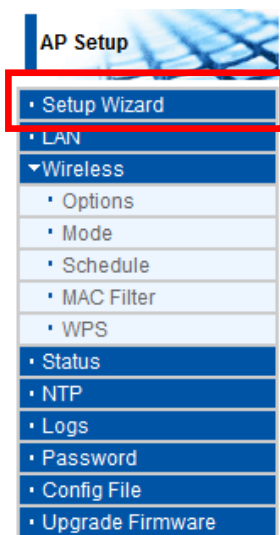 AP Setup
Setup Wizard
LAN
Wireless
Options
Mode
Schedule
MAC Filter
WPS
Status
NTP
Logs
Password
Config File
Upgrade Firmware